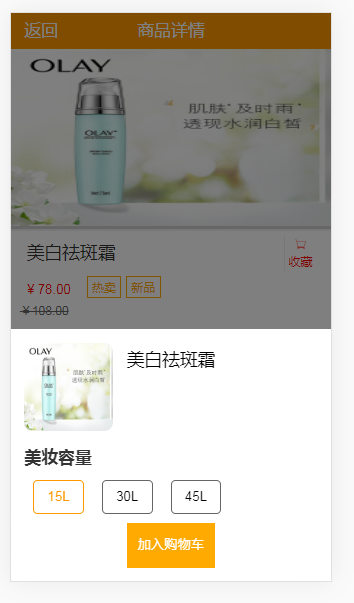 返回 商品详情
OLAY
OLAY
肌肤"及时雨"
透现水润白皙
美白祛斑霜
收藏
¥ 78.00 热卖 新品
¥ 108.00
OLAY
美白祛斑霜
美妆容量
15L 30L 45L
加入购物车